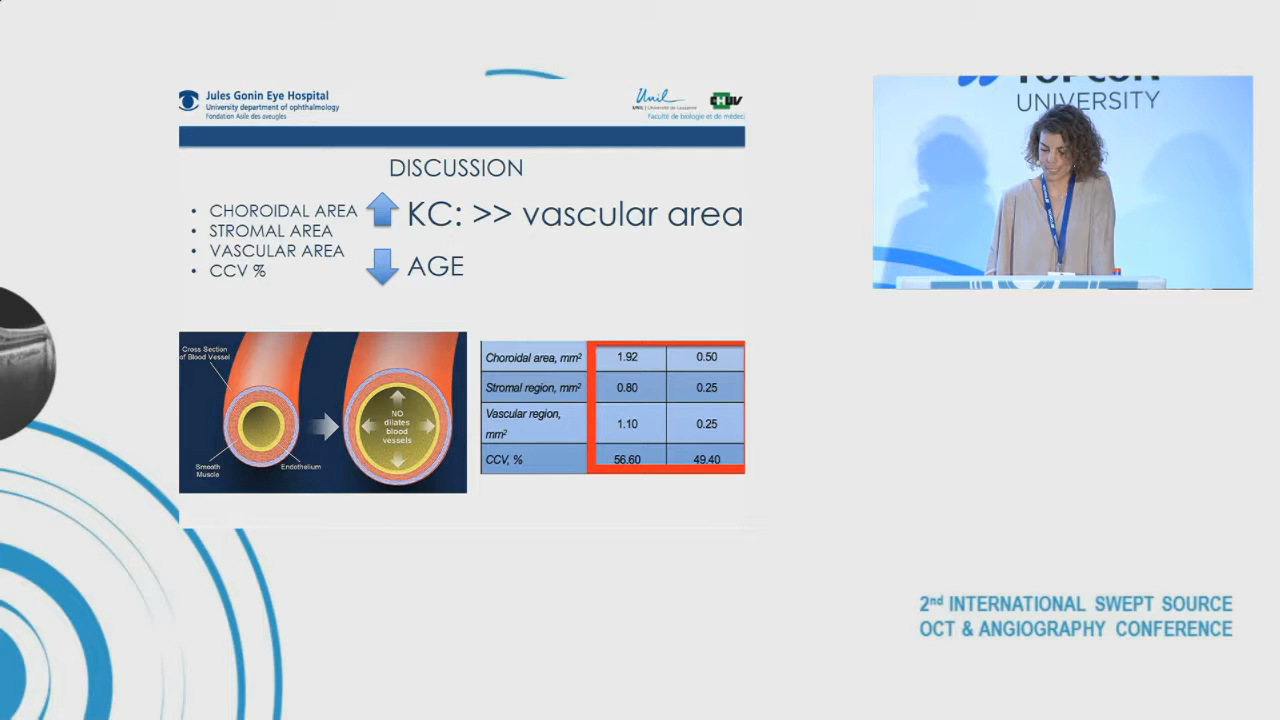 Jules Gonin Eye Hospital
University department of ophthalmology
Fondation Asile des aveugles
Unil
UNIL | Université de Lausanne
CHUV
Faculté de biologie et de médeci
DISCUSSION
• CHOROIDAL AREA
• STROMAL AREA
• VASCULAR AREA
• CCV %
KC: >> vascular area
AGE
Cross Section
of Blood Vessel
Smooth
Muscle
Endothelium
NO
dilates
blood
vessels
Choroidal area, mm² 1.92 0.50
Stromal region, mm² 0.80 0.25
Vascular region,
mm² 1.10 0.25
CCV, % 56.60 49.40
TOPCON
UNIVERSITY
2nd INTERNATIONAL SWEPT SOURCE
OCT & ANGIOGRAPHY CONFERENCE